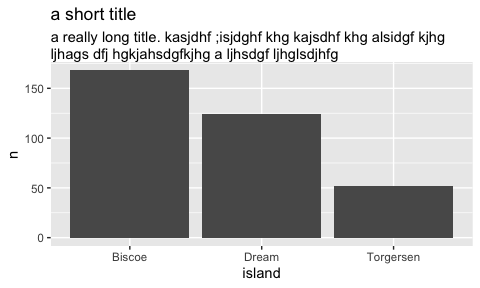 a short title
a really long title. kasjdhf ;isjdghf khg kajsdhf khg alsidgf kjhg
ljhags dfj hgkjahsdgfkjhg a ljhsdgf ljhglsdjhfg
150
100
50
0
n
Biscoe
Dream
Torgersen
island